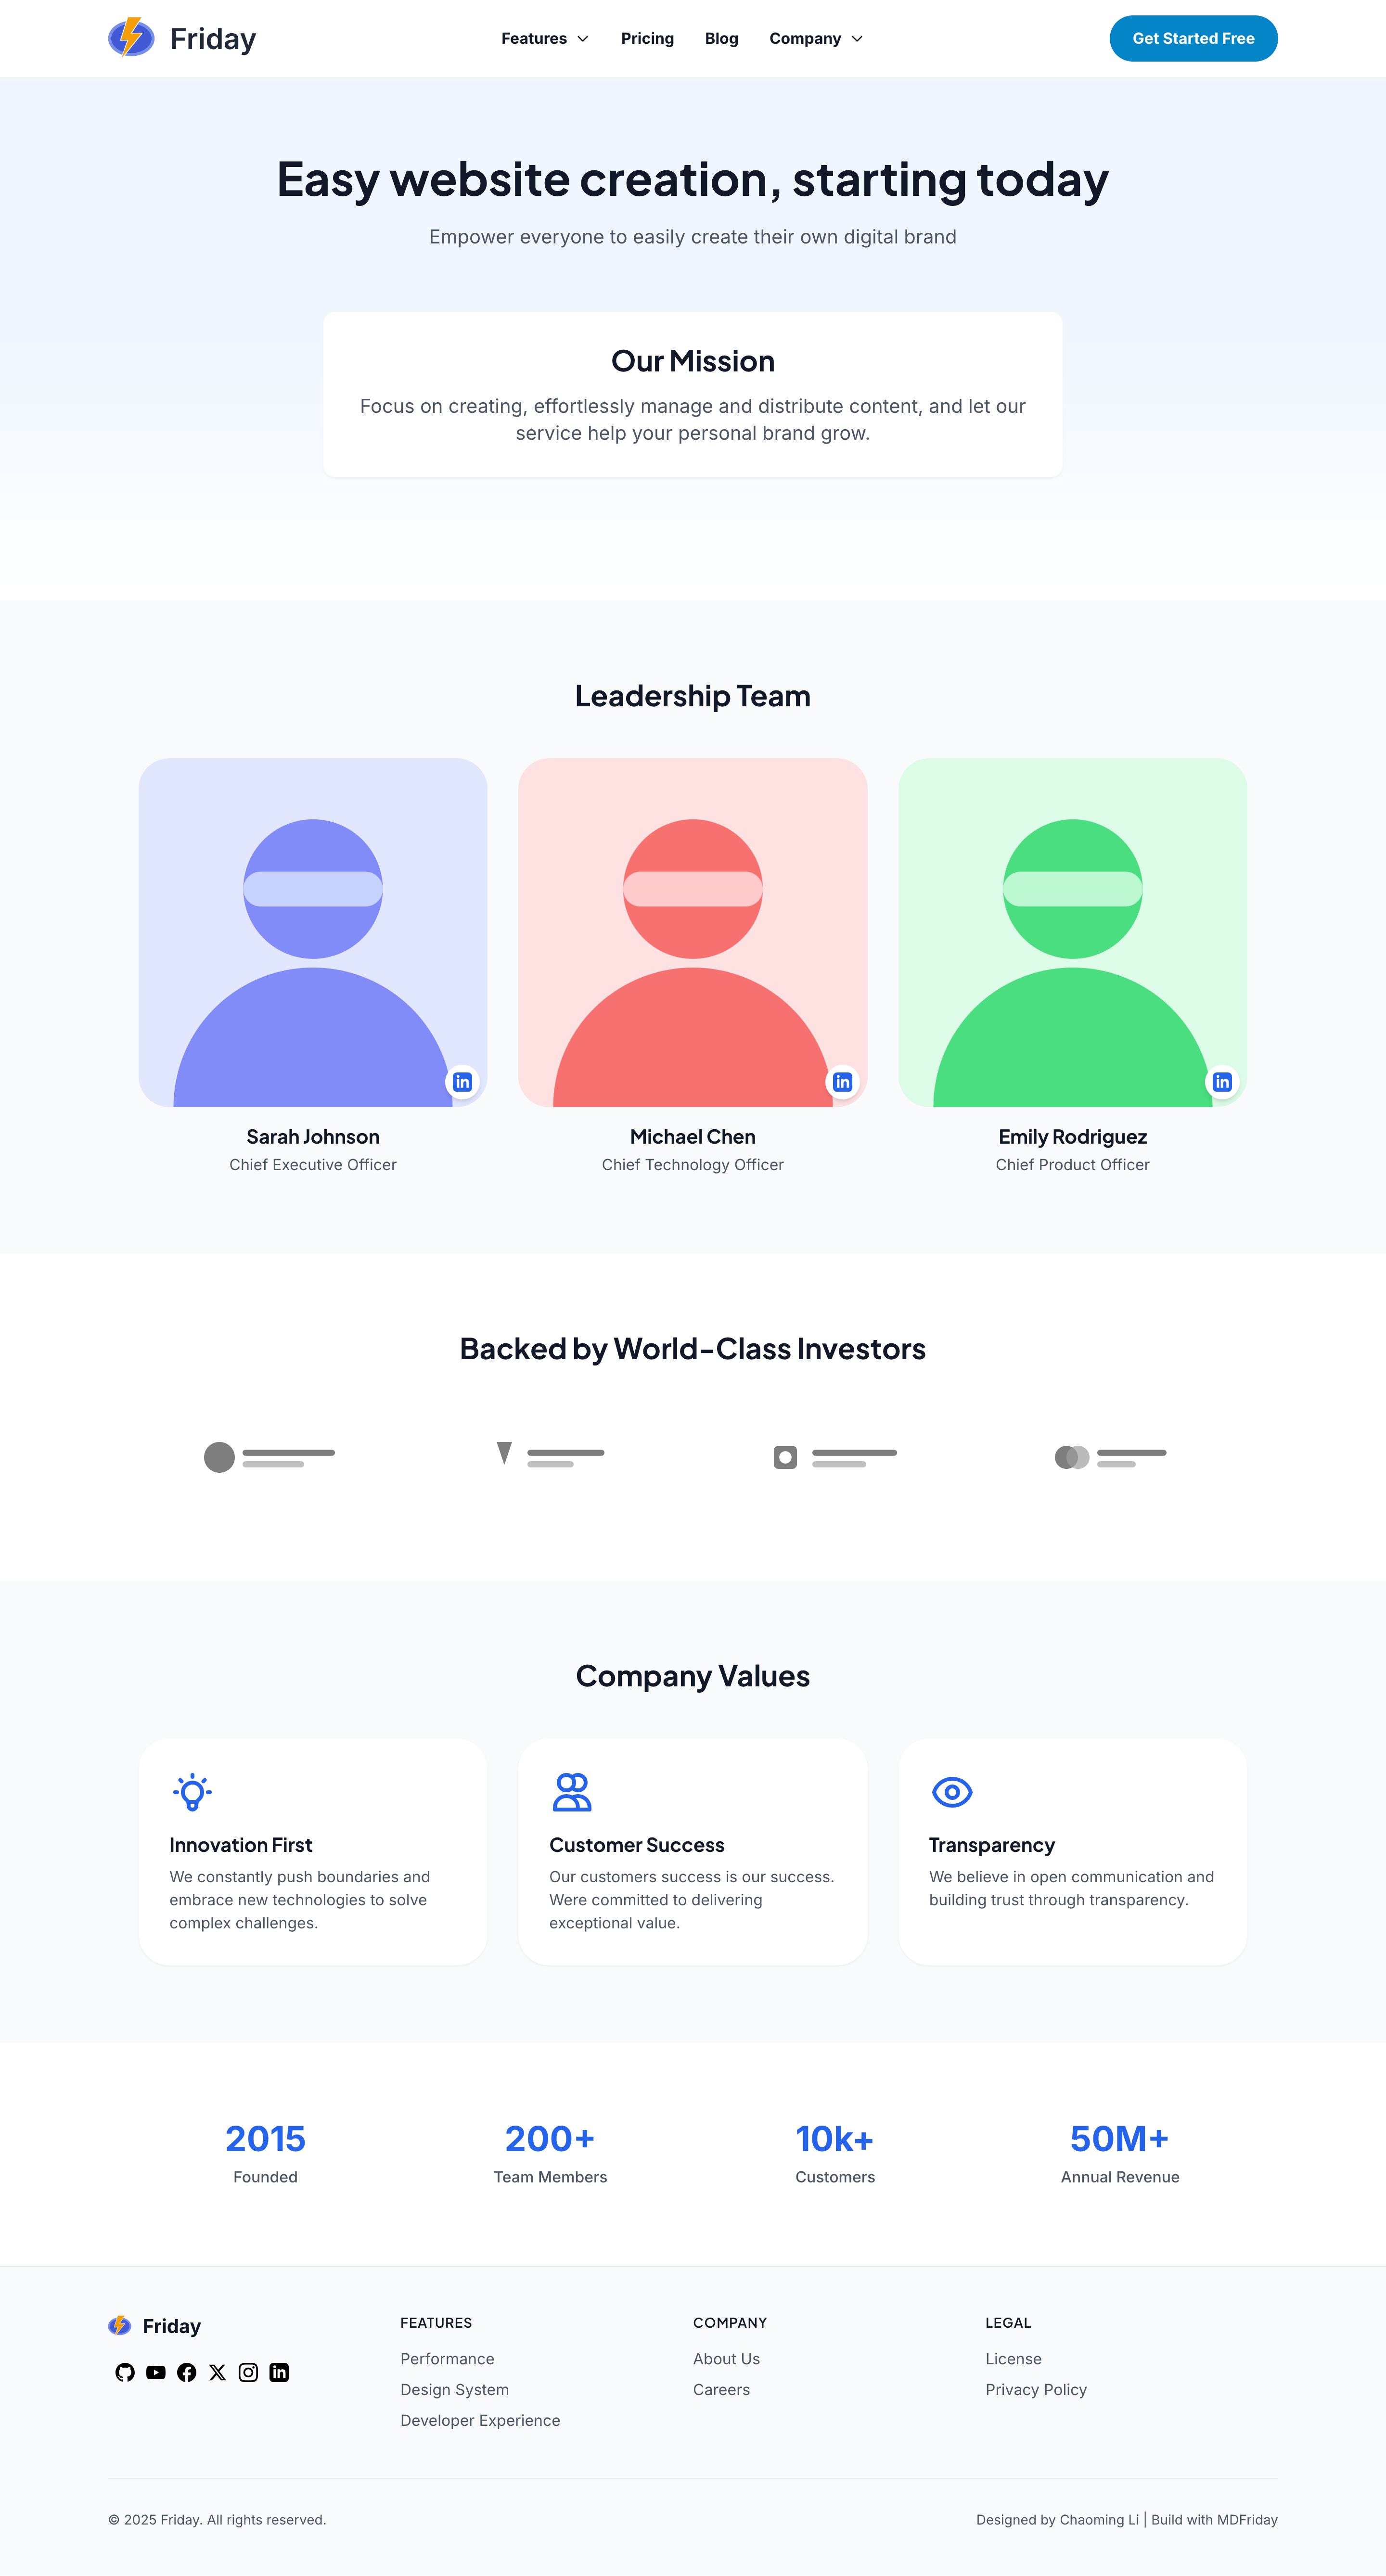 Friday
Features
Pricing
Blog
Company
Get Started Free
Easy website creation, starting today
Empower everyone to easily create their own digital brand
Our Mission
Focus on creating, effortlessly manage and distribute content, and let our
service help your personal brand grow.
Leadership Team
in
in
in
Sarah Johnson
Chief Executive Officer
Michael Chen
Chief Technology Officer
Emily Rodriguez
Chief Product Officer
Backed by World-Class Investors
Company Values
Innovation First
We constantly push boundaries and
embrace new technologies to solve
complex challenges.
Customer Success
Our customers success is our success.
Were committed to delivering
exceptional value.
Transparency
We believe in open communication and
building trust through transparency.
2015
Founded
200+
Team Members
10k+
Customers
50M+
Annual Revenue
Friday
FEATURES
Performance
Design System
Developer Experience
COMPANY
About Us
Careers
LEGAL
License
Privacy Policy
© 2025 Friday. All rights reserved.
Designed by Chaoming Li | Build with MDFriday